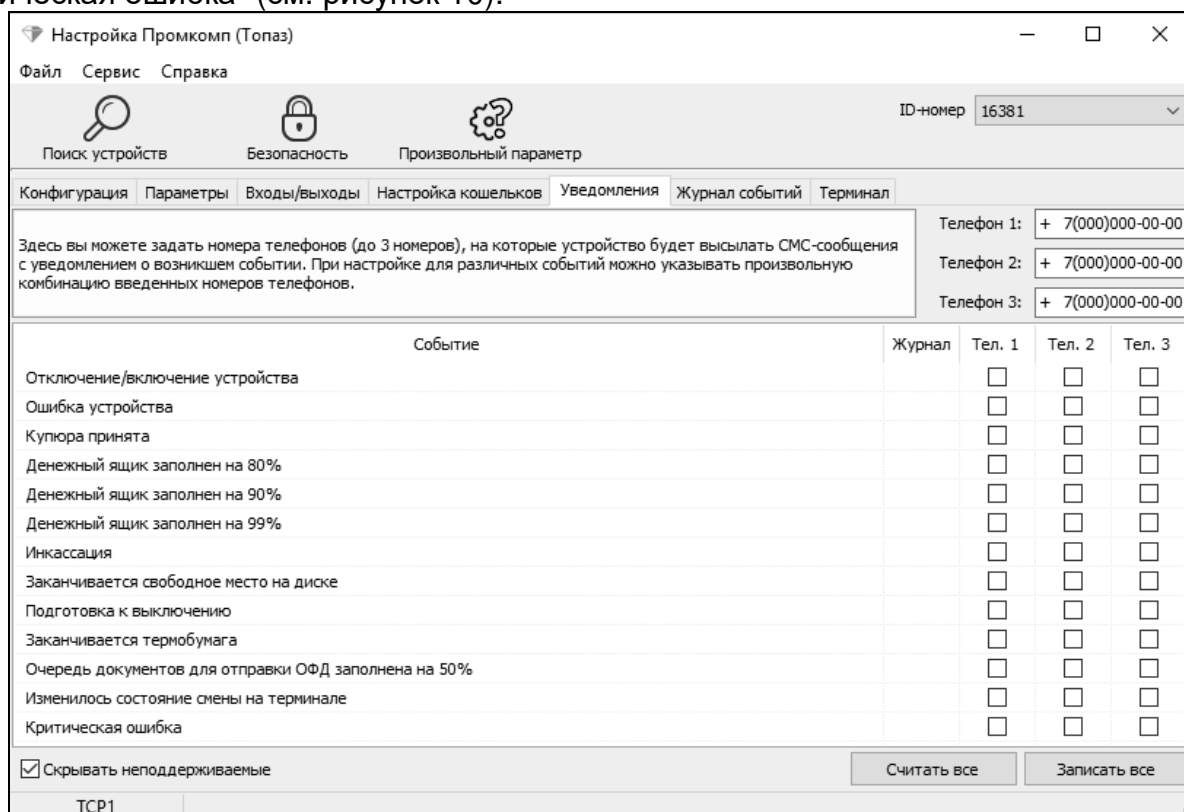 ическая ошибка" (см. рисунок 10).
Настройка Промкомп (Топаз)
Файл Сервис Справка
ID-номер 16381
Поиск устройств Безопасность Произвольный параметр
Конфигурация Параметры Входы/выходы Настройка кошельков Уведомления Журнал событий Терминал
Здесь вы можете задать номера телефонов (до 3 номеров), на которые устройство будет высылать СМС-сообщения
с уведомлением о возникшем событии. При настройке для различных событий можно указывать произвольную
комбинацию введенных номеров телефонов.
Телефон 1: + 7(000)000-00-00
Телефон 2: + 7(000)000-00-00
Телефон 3: + 7(000)000-00-00
Событие Журнал Тел. 1 Тел. 2 Тел. 3
Отключение/включение устройства
Ошибка устройства
Купюра принята
Денежный ящик заполнен на 80%
Денежный ящик заполнен на 90%
Денежный ящик заполнен на 99%
Инкассация
Заканчивается свободное место на диске
Подготовка к выключению
Заканчивается термобумага
Очередь документов для отправки ОФД заполнена на 50%
Изменилось состояние смены на терминале
Критическая ошибка
Скрывать неподдерживаемые Считать все Записать все
TCP1